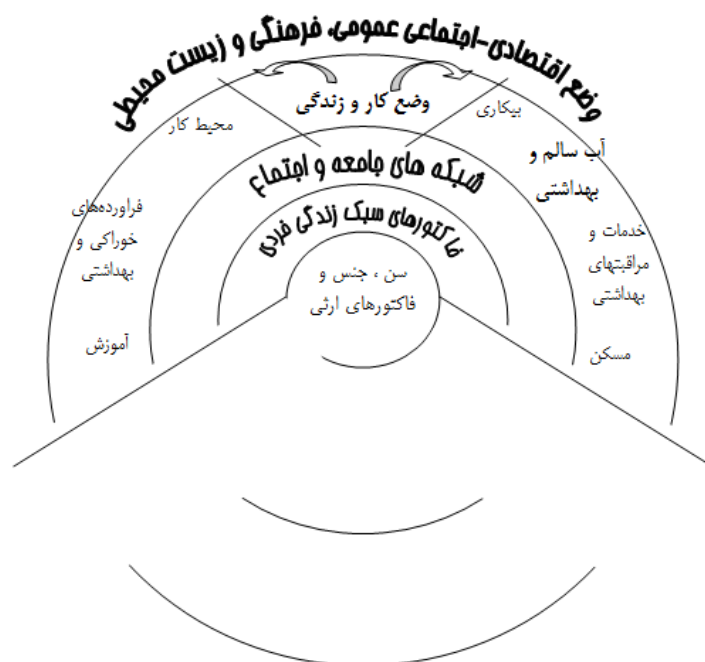 وضع اقتصادی-اجتماعی عمومی، فرهنگی و زیست محیطی
وضع کار و زندگی
بیکاری
محیط کار
آب سالم و
بهداشتی
شبکه های جامعه و اجتماع
فراورده‌های
خوراکی و
بهداشتی
فاکتورهای سبک زندگی فردی
خدمات و
مراقبتهای
بهداشتی
سن ، جنس و
فاکتورهای ارثی
آموزش
مسکن